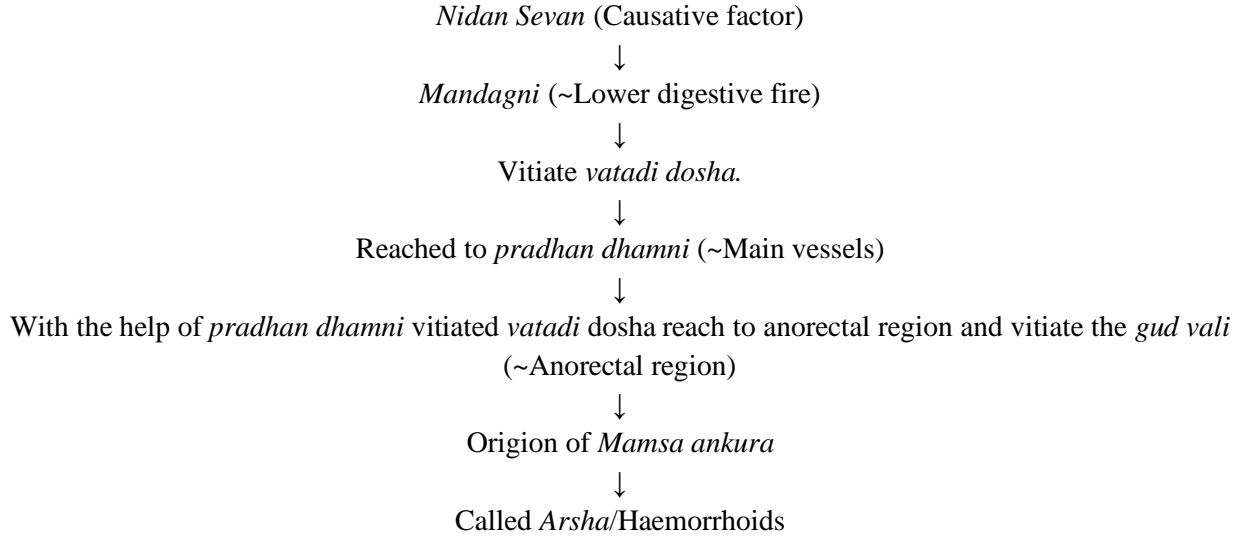 Nidan Sevan (Causative factor)
↓
Mandagni (~Lower digestive fire)
↓
Vitiate vatadi dosha.
↓
Reached to pradhan dhamni (~Main vessels)
↓
With the help of pradhan dhamni vitiated vatadi dosha reach to anorectal region and vitiate the gud vali
(~Anorectal region)
↓
Origion of Mamsa ankura
↓
Called Arsha/Haemorrhoids